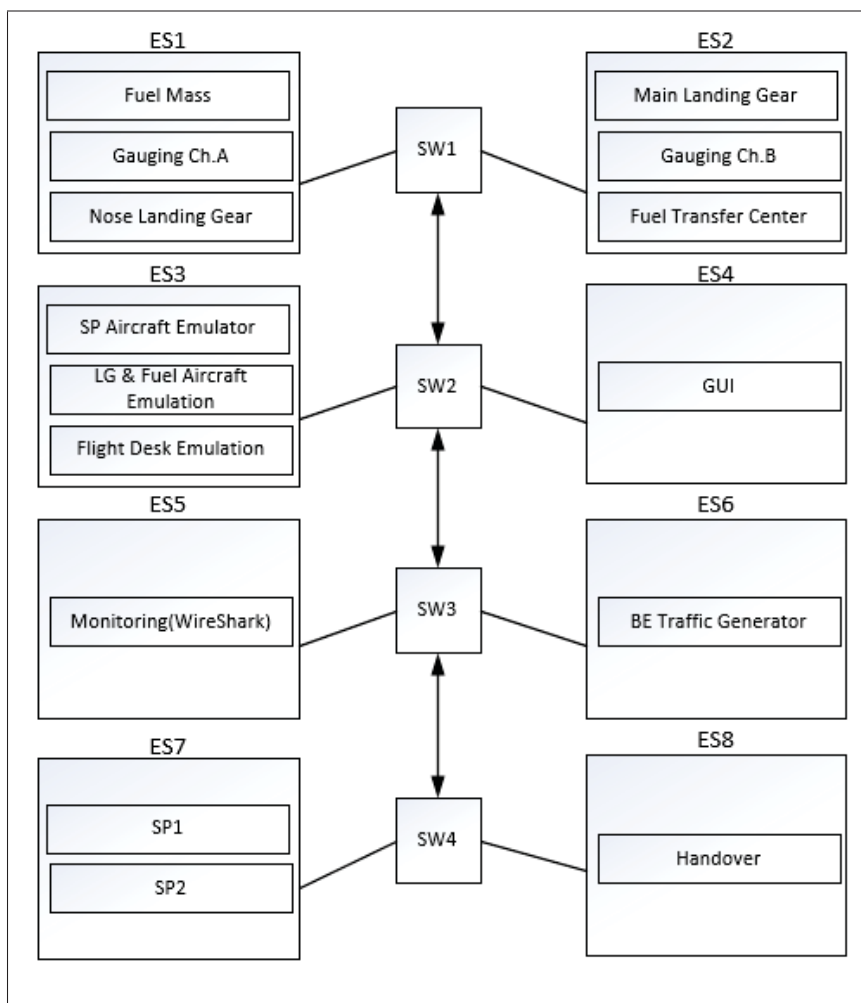 ES1
Fuel Mass
Gauging Ch.A
Nose Landing Gear
SW1
ES2
Main Landing Gear
Gauging Ch.B
Fuel Transfer Center
ES3
SP Aircraft Emulator
LG & Fuel Aircraft
Emulation
Flight Desk Emulation
SW2
ES4
GUI
ES5
Monitoring(WireShark)
SW3
ES6
BE Traffic Generator
ES7
SP1
SP2
SW4
ES8
Handover